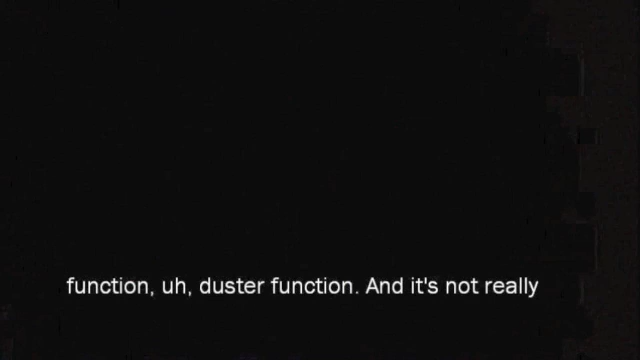 function, uh, duster function. And it's not really